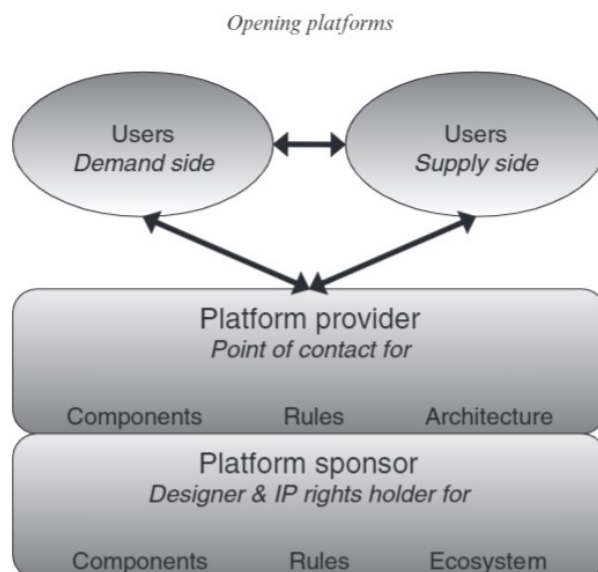 Opening platforms
Users Users
Demand side Supply side
Platform provider
Point of contact for
Components Rules Architecture
Platform sponsor
Designer & IP rights holder for
Components Rules Ecosystem